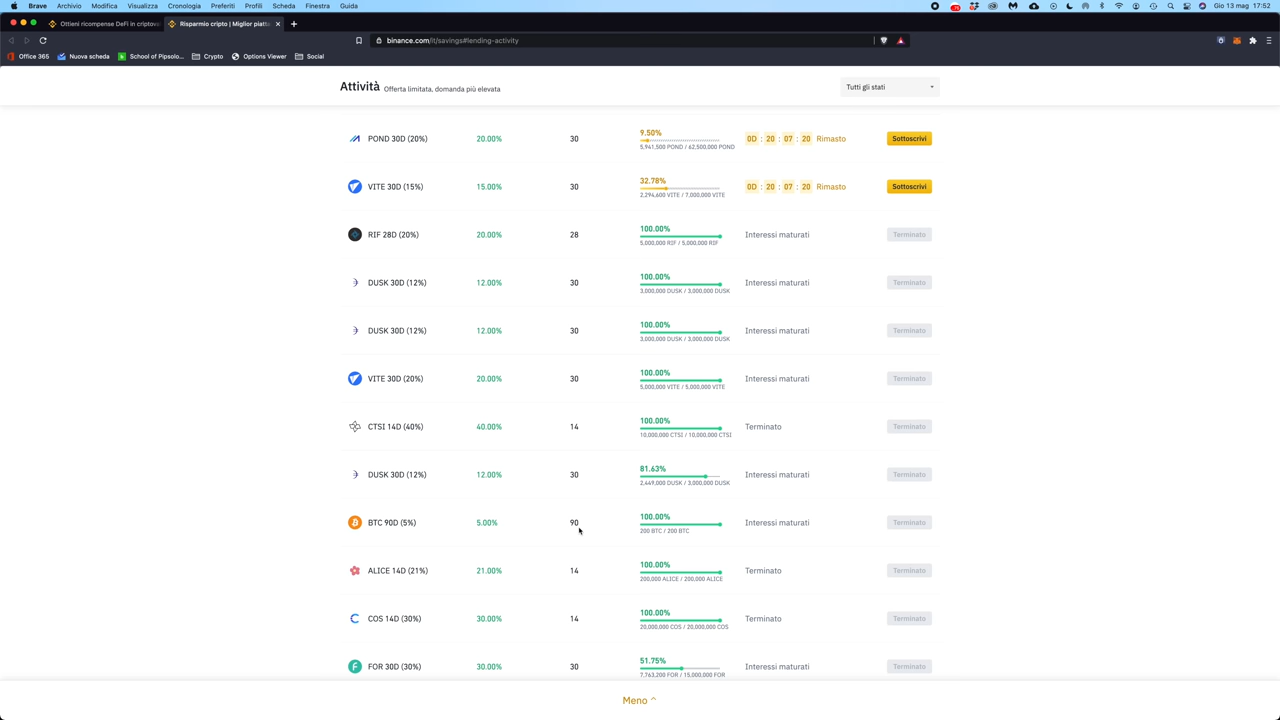 Brave Archivio Modifica Visualizza Cronologia Preferiti Profili Scheda Finestra Guida Gio 13 mag 17:52
Ottieni ricompense DeFi in criptoval Risparmio cripto | Miglior piatta
binance.com/it/savings#lending-activity
Office 365 Nuova scheda School of Pipsolo... Crypto Options Viewer Social
Attività Offerta limitata, domanda più elevata Tutti gli stati
POND 30D (20%) 20.00% 30 9.50% 0D : 20 : 07 : 20 Rimasto Sottoscrivi
5,941,500 POND / 62,500,000 POND
VITE 30D (15%) 15.00% 30 32.78% 0D : 20 : 07 : 20 Rimasto Sottoscrivi
2,294,600 VITE / 7,000,000 VITE
RIF 28D (20%) 20.00% 28 100.00% Interessi maturati Terminato
5,000,000 RIF / 5,000,000 RIF
DUSK 30D (12%) 12.00% 30 100.00% Interessi maturati Terminato
3,000,000 DUSK / 3,000,000 DUSK
DUSK 30D (12%) 12.00% 30 100.00% Interessi maturati Terminato
3,000,000 DUSK / 3,000,000 DUSK
VITE 30D (20%) 20.00% 30 100.00% Interessi maturati Terminato
5,000,000 VITE / 5,000,000 VITE
CTSI 14D (40%) 40.00% 14 100.00% Terminato Terminato
10,000,000 CTSI / 10,000,000 CTSI
DUSK 30D (12%) 12.00% 30 81.63% Interessi maturati Terminato
2,449,000 DUSK / 3,000,000 DUSK
BTC 90D (5%) 5.00% 90 100.00% Interessi maturati Terminato
200 BTC / 200 BTC
ALICE 14D (21%) 21.00% 14 100.00% Terminato Terminato
200,000 ALICE / 200,000 ALICE
COS 14D (30%) 30.00% 14 100.00% Terminato Terminato
20,000,000 COS / 20,000,000 COS
FOR 30D (30%) 30.00% 30 51.75% Interessi maturati Terminato
7,763,200 FOR / 15,000,000 FOR
Meno